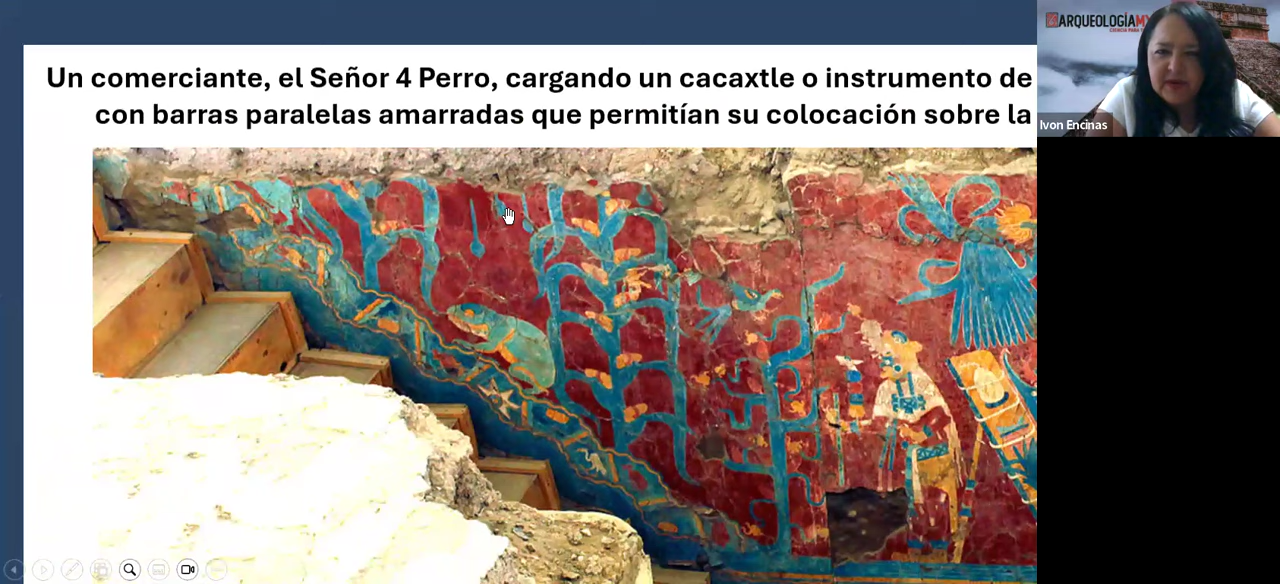 Un comerciante, el Señor 4 Perro, cargando un cacaxtle o instrumento de
con barras paralelas amarradas que permitían su colocación sobre la
ARQUEOLOGÍA
Ivon Encinas